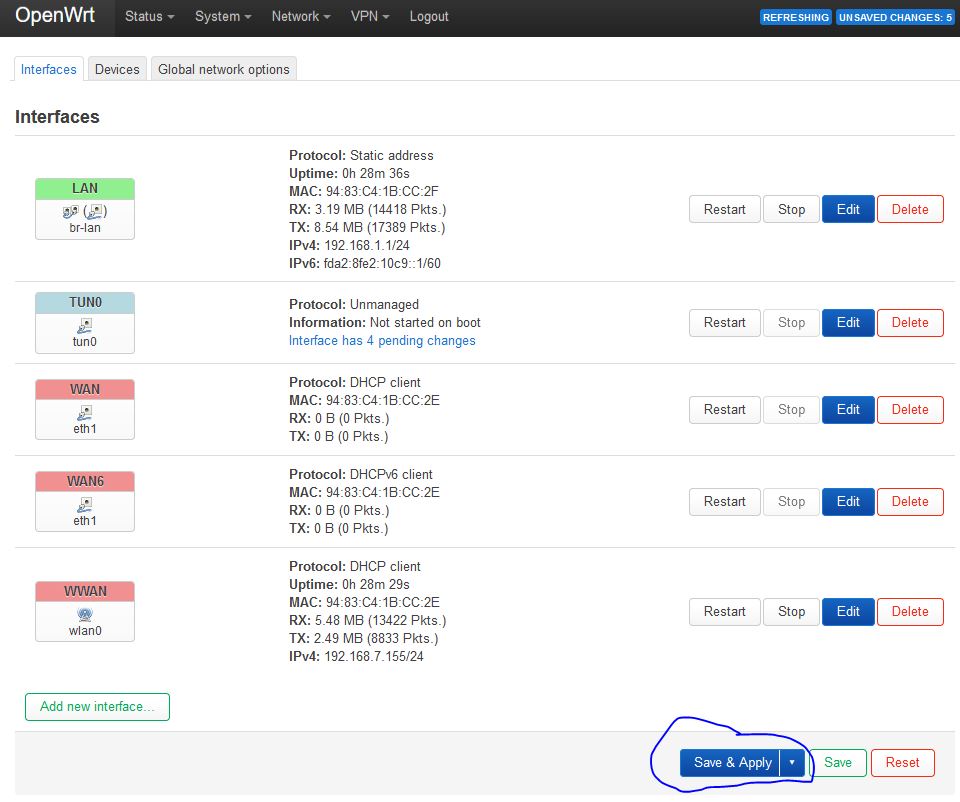 OpenWrt Status System Network VPN Logout REFRESHING UNSAVED CHANGES: 5
Interfaces Devices Global network options
Interfaces
LAN
br-lan
Protocol: Static address
Uptime: 0h 28m 36s
MAC: 94:83:C4:1B:CC:2F
RX: 3.19 MB (14418 Pkts.)
TX: 8.54 MB (17389 Pkts.)
IPv4: 192.168.1.1/24
IPv6: fda2:8fe2:10c9::1/60
Restart Stop Edit Delete
TUN0
tun0
Protocol: Unmanaged
Information: Not started on boot
Interface has 4 pending changes
Restart Stop Edit Delete
WAN
eth1
Protocol: DHCP client
MAC: 94:83:C4:1B:CC:2E
RX: 0 B (0 Pkts.)
TX: 0 B (0 Pkts.)
Restart Stop Edit Delete
WAN6
eth1
Protocol: DHCPv6 client
MAC: 94:83:C4:1B:CC:2E
RX: 0 B (0 Pkts.)
TX: 0 B (0 Pkts.)
Restart Stop Edit Delete
WWAN
wlan0
Protocol: DHCP client
Uptime: 0h 28m 29s
MAC: 94:83:C4:1B:CC:2E
RX: 5.48 MB (13422 Pkts.)
TX: 2.49 MB (8833 Pkts.)
IPv4: 192.168.7.155/24
Restart Stop Edit Delete
Add new interface...
Save & Apply Save Reset